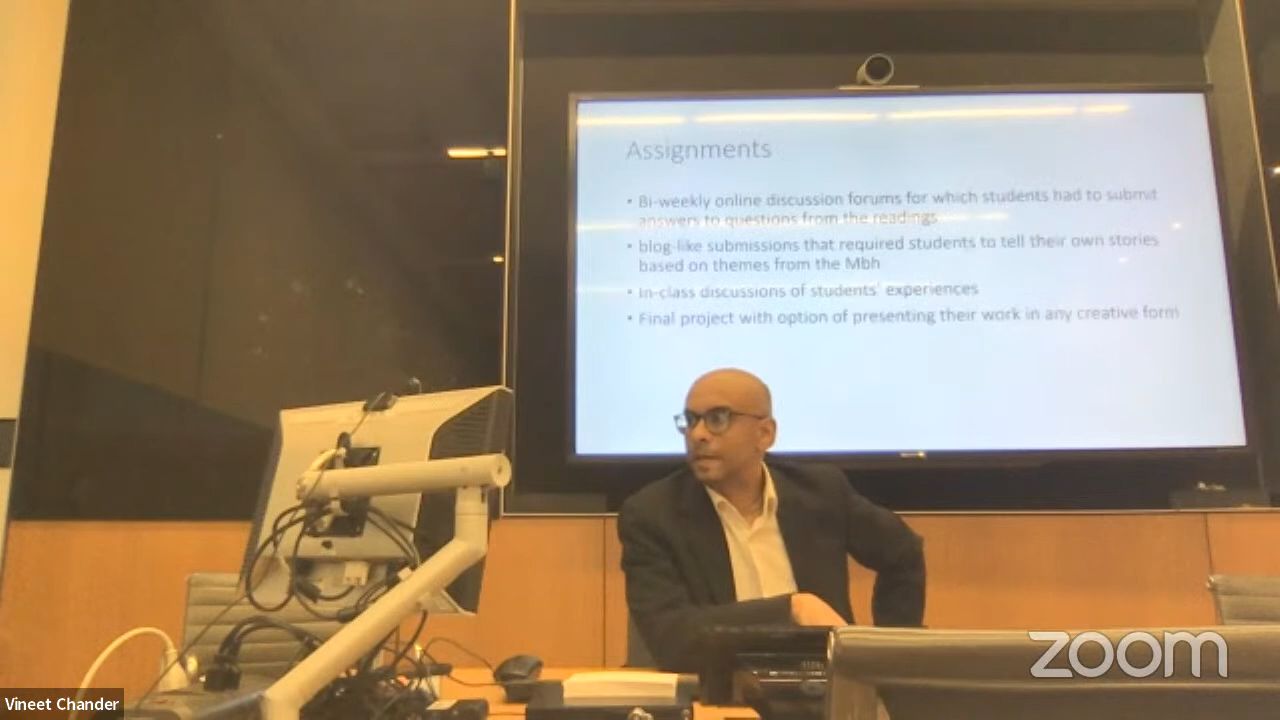 Assignments
• Bi-weekly online discussion forums for which students had to submit
answers to questions from the readings
• blog-like submissions that required students to tell their own stories
based on themes from the Mbh
• In-class discussions of students' experiences
• Final project with option of presenting their work in any creative form
zoom
Vineet Chander